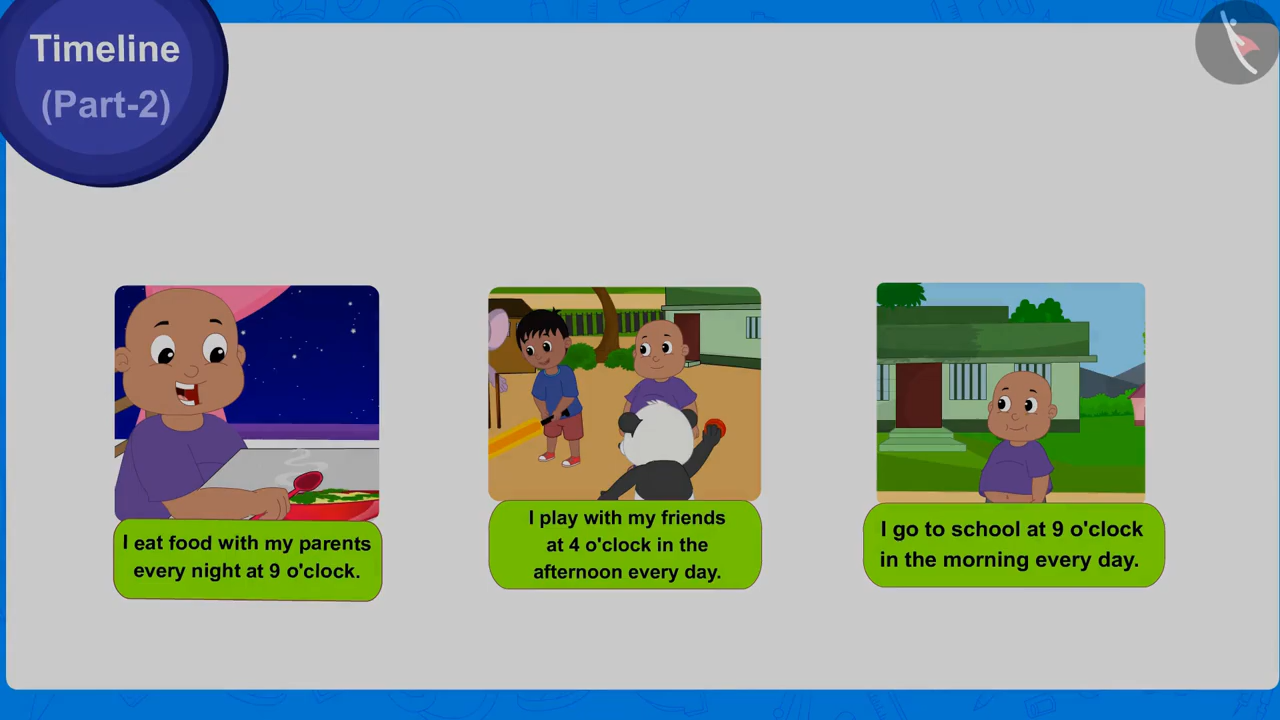 Timeline
(Part-2)
I eat food with my parents
every night at 9 o'clock.
I play with my friends
at 4 o'clock in the
afternoon every day.
I go to school at 9 o'clock
in the morning every day.